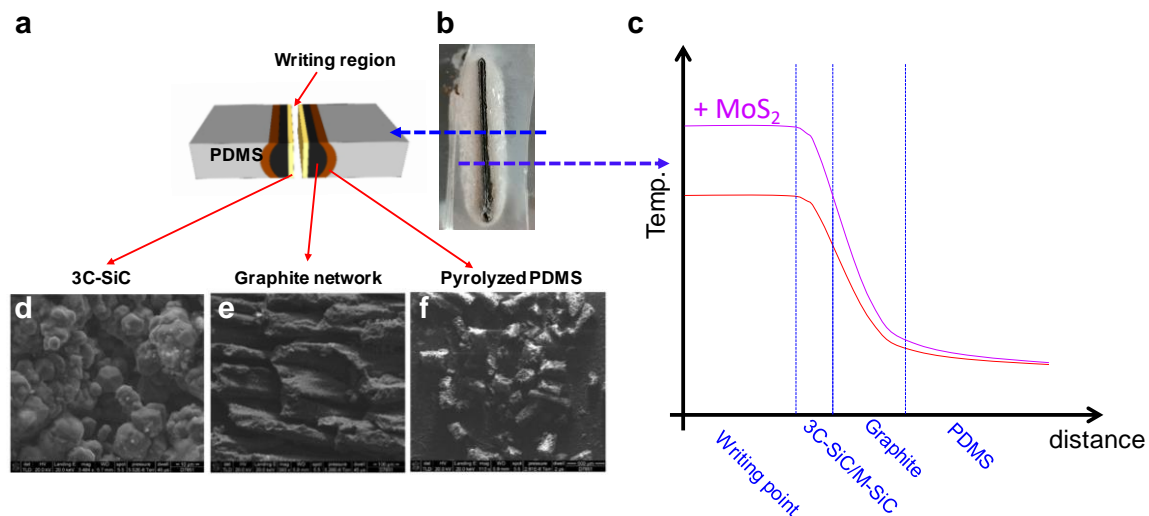 a
b
c
Writing region
PDMS
3C-SiC
Graphite network
Pyrolyzed PDMS
d
e
f
+ MoS₂
Temp.
distance
Writing point
3C-SiC/M-SiC
Graphite
PDMS